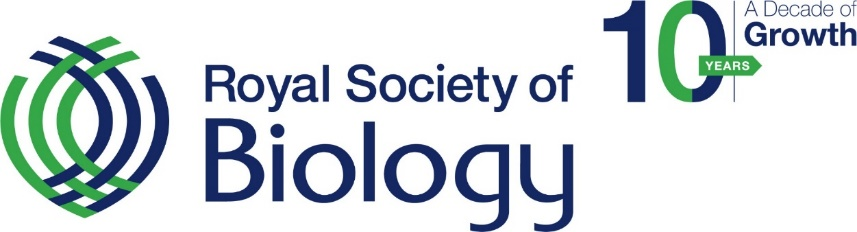 Royal Society of
Biology
10
YEARS
A Decade of
Growth